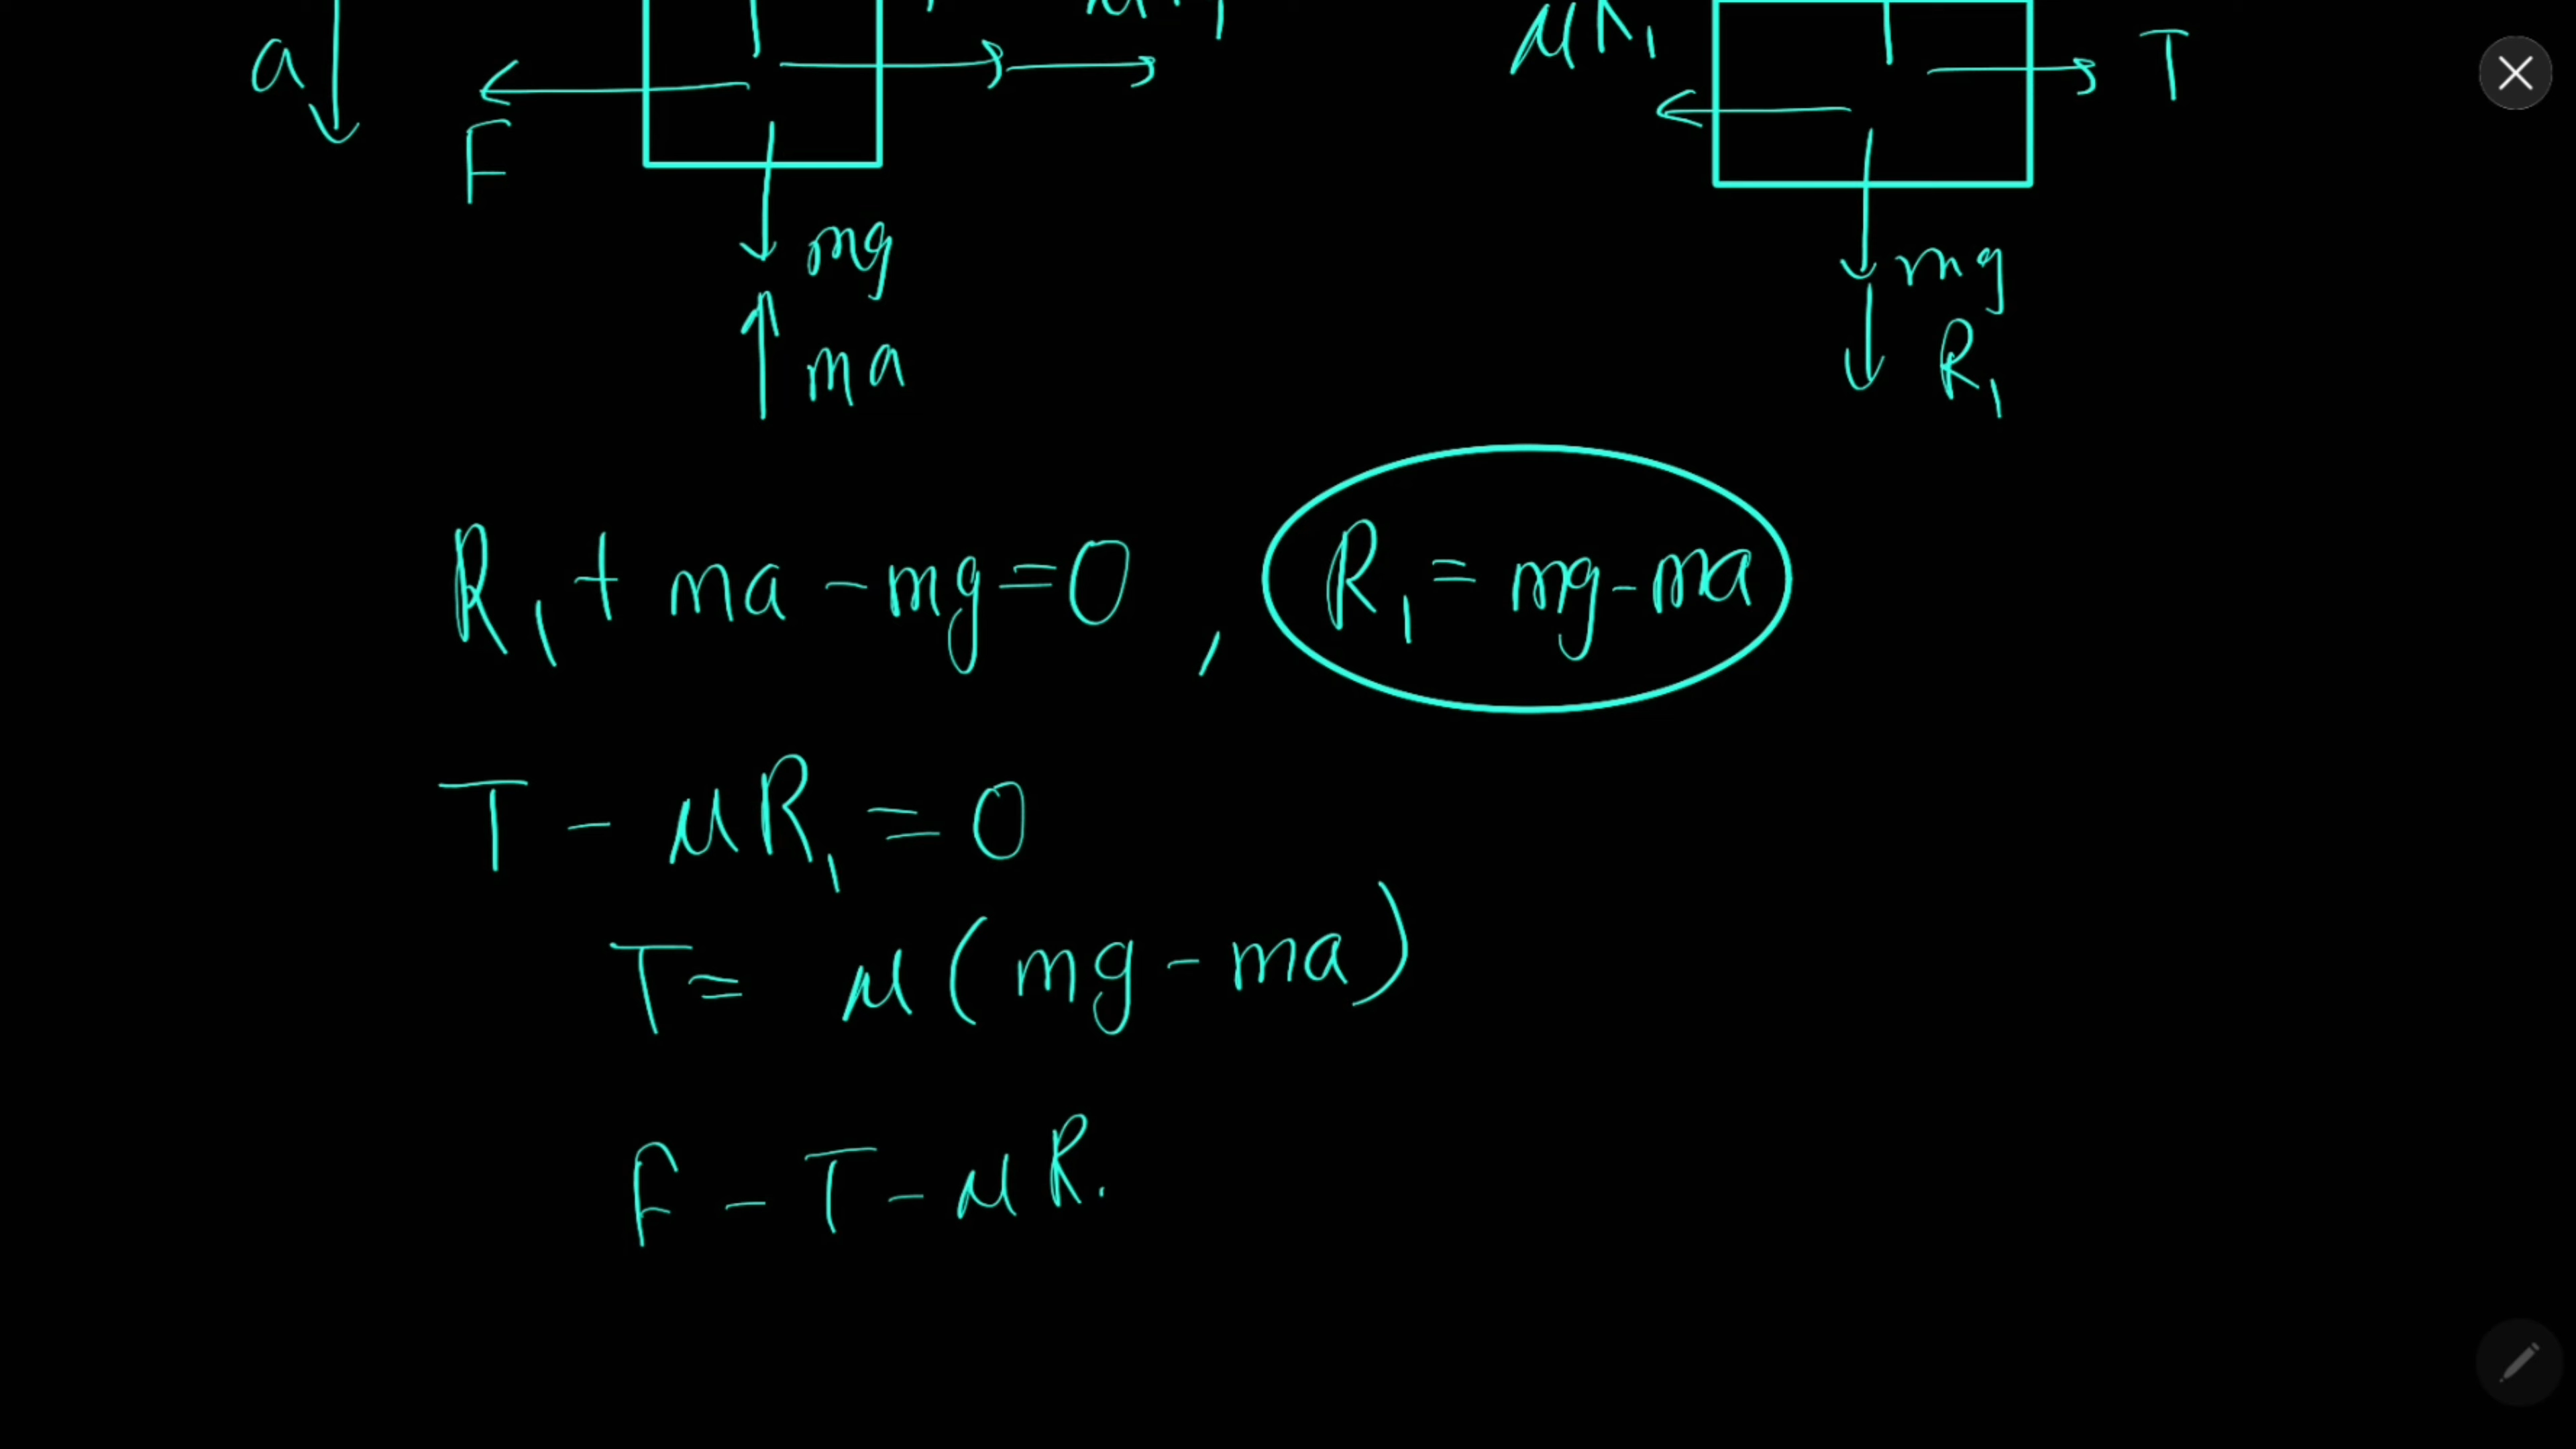 a
F
T
μR₁
mg
mg
ma
R₁
R₁ + ma - mg = 0 , R₁ = mg - ma
T - μR₁ = 0
T = μ(mg - ma)
F - T - μR.